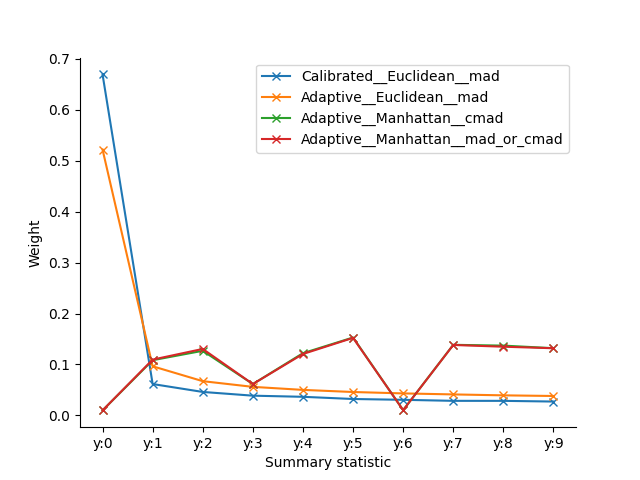 0.7
0.6
0.5
0.4
0.3
0.2
0.1
0.0
Weight
Calibrated__Euclidean__mad
Adaptive__Euclidean__mad
Adaptive__Manhattan__cmad
Adaptive__Manhattan__mad_or_cmad
y:0 y:1 y:2 y:3 y:4 y:5 y:6 y:7 y:8 y:9
Summary statistic